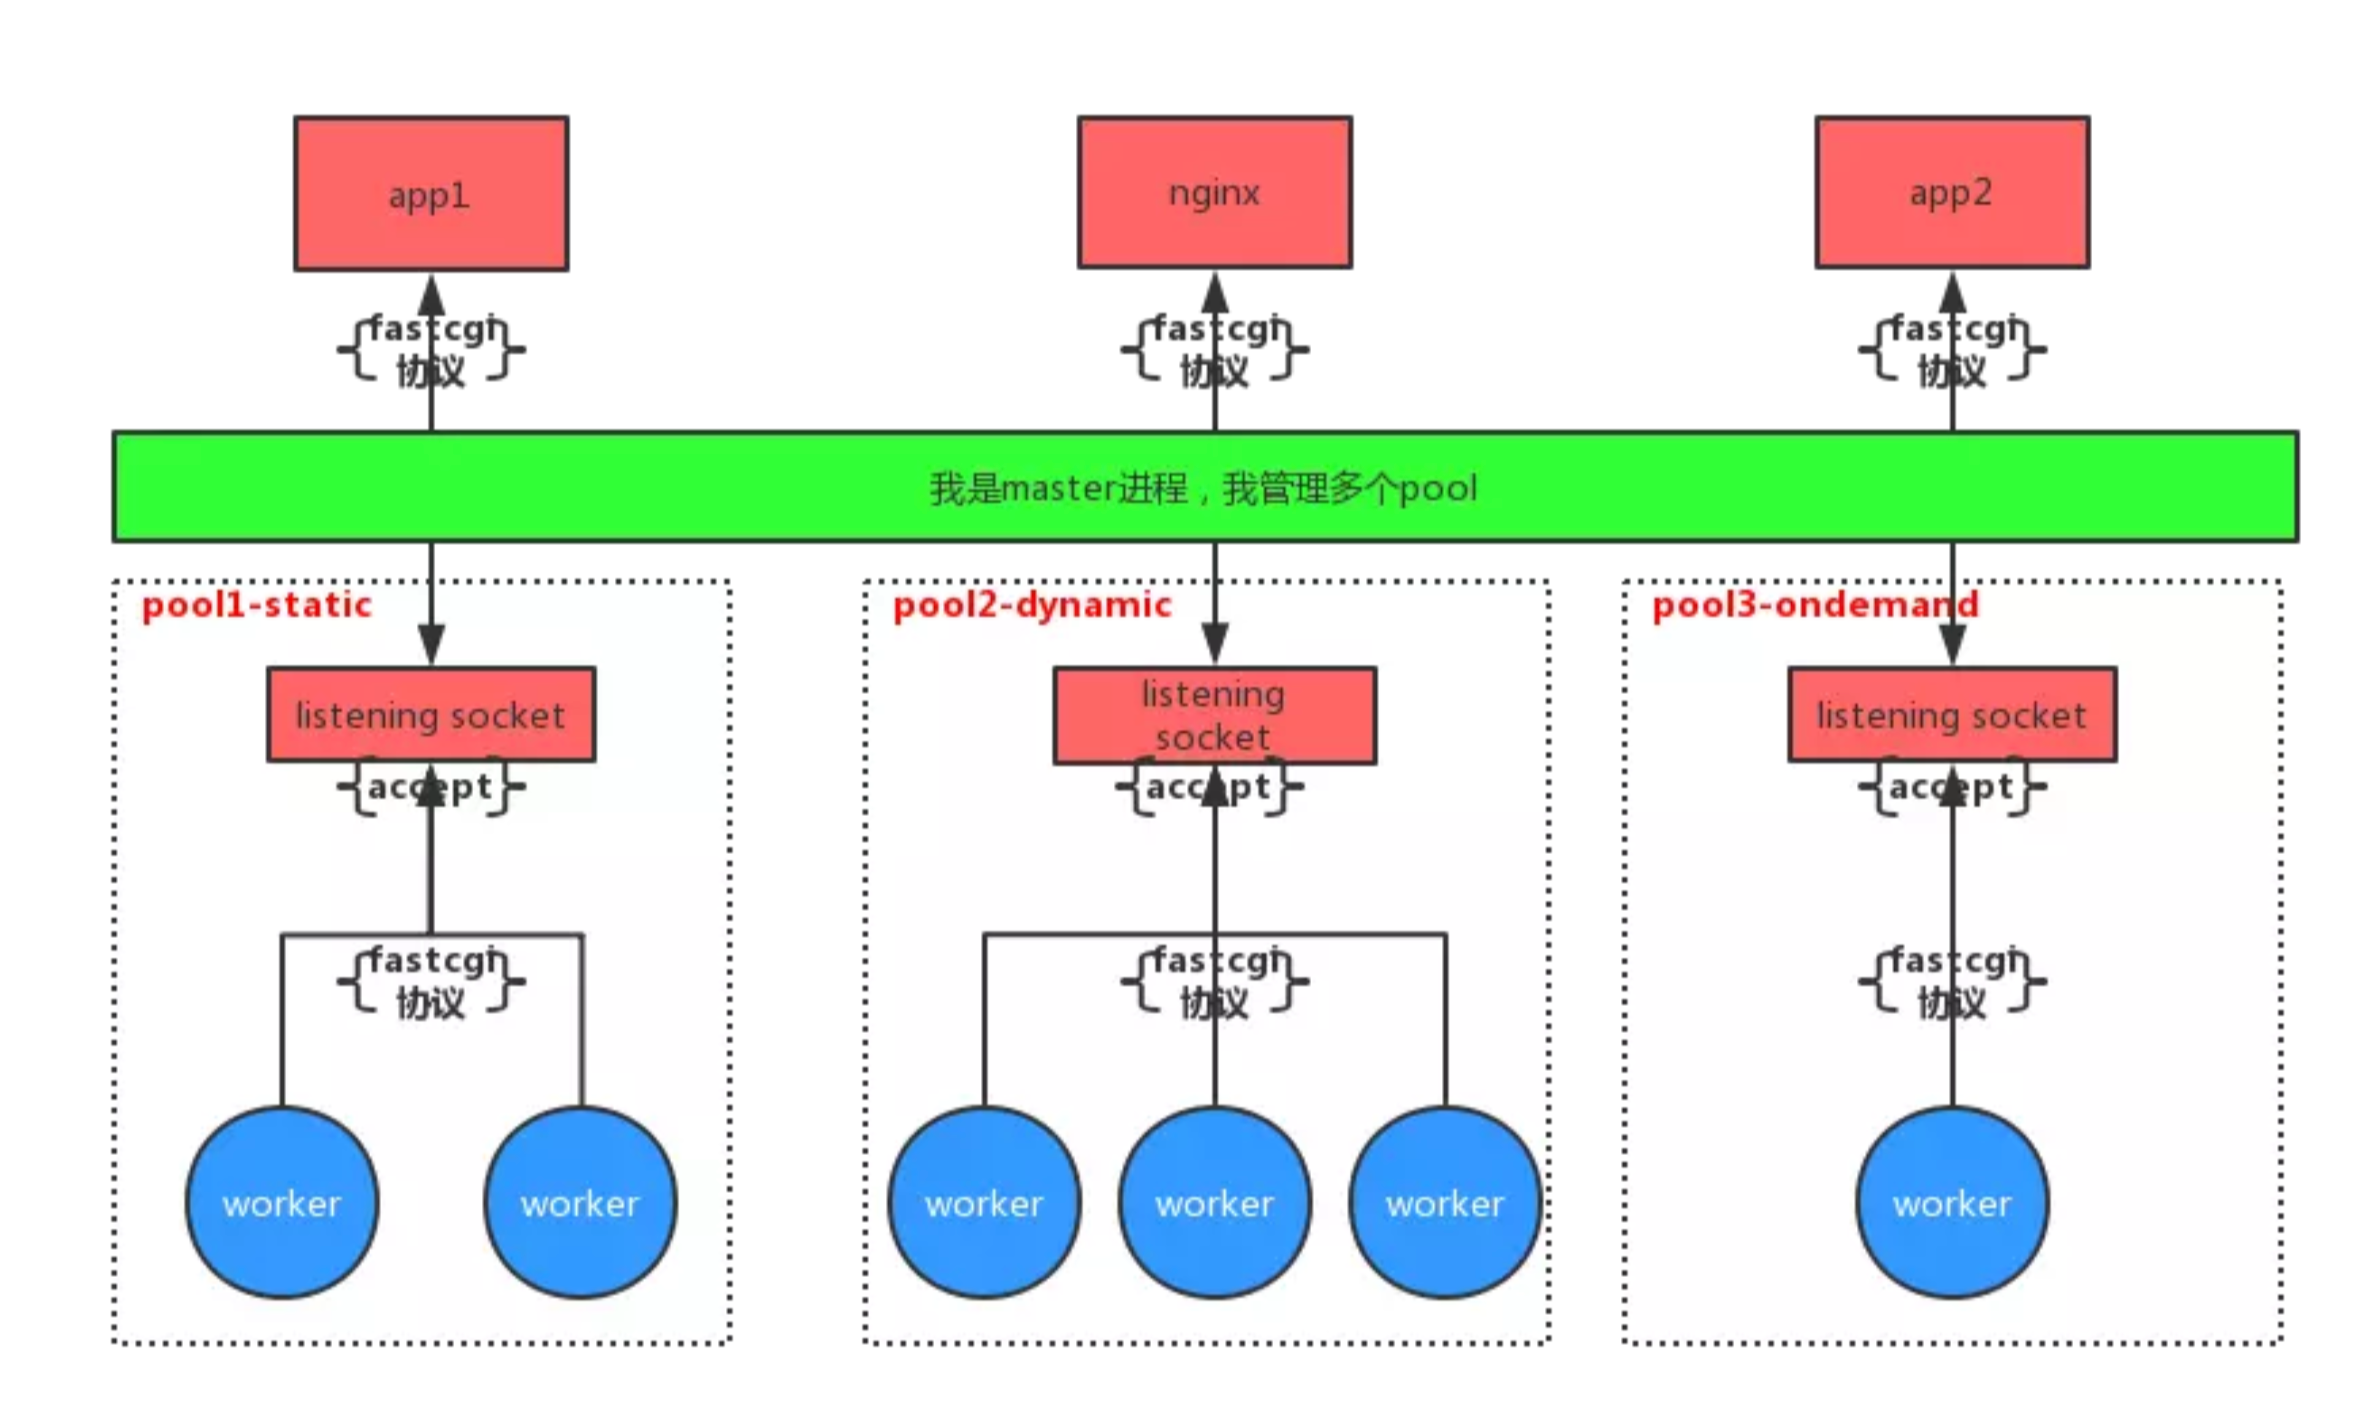 app1
nginx
app2
fastcgi
协议
fastcgi
协议
fastcgi
协议
我是master进程，我管理多个pool
pool1-static
pool2-dynamic
pool3-ondemand
listening socket
listening
socket
listening socket
accept
accept
accept
fastcgi
协议
fastcgi
协议
fastcgi
协议
worker
worker
worker
worker
worker
worker